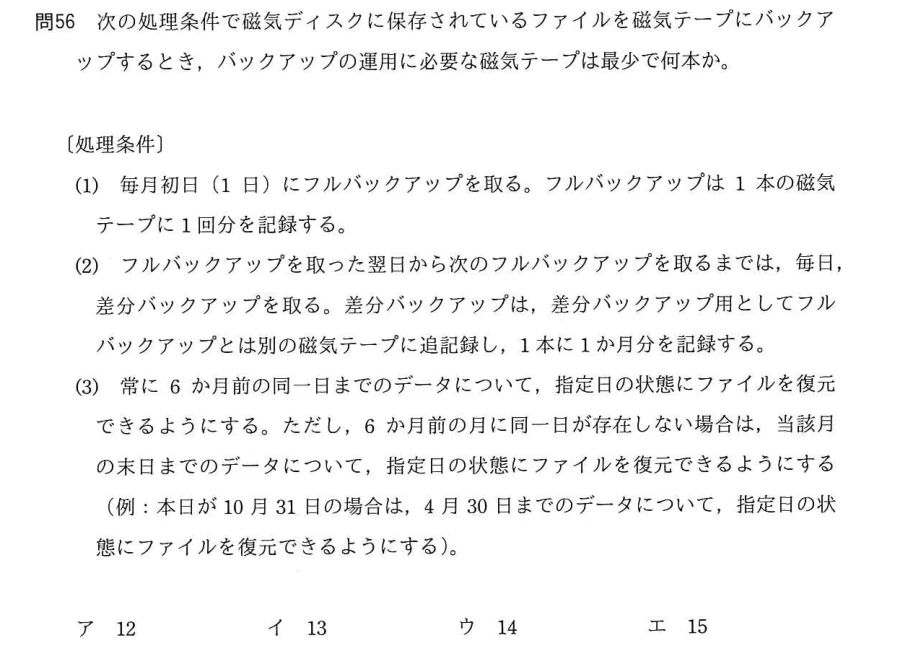 問56 次の処理条件で磁気ディスクに保存されているファイルを磁気テープにバックア
ップするとき，バックアップの運用に必要な磁気テープは最少で何本か。
〔処理条件〕
(1) 毎月初日（1 日）にフルバックアップを取る。フルバックアップは 1 本の磁気
テープに 1 回分を記録する。
(2) フルバックアップを取った翌日から次のフルバックアップを取るまでは，毎日，
差分バックアップを取る。差分バックアップは，差分バックアップ用としてフル
バックアップとは別の磁気テープに追記録し，1 本に 1 か月分を記録する。
(3) 常に 6 か月前の同一日までのデータについて，指定日の状態にファイルを復元
できるようにする。ただし，6 か月前の月に同一日が存在しない場合は，当該月
の末日までのデータについて，指定日の状態にファイルを復元できるようにする
（例：本日が 10 月 31 日の場合は，4 月 30 日までのデータについて，指定日の状
態にファイルを復元できるようにする）。
ア 12 イ 13 ウ 14 エ 15